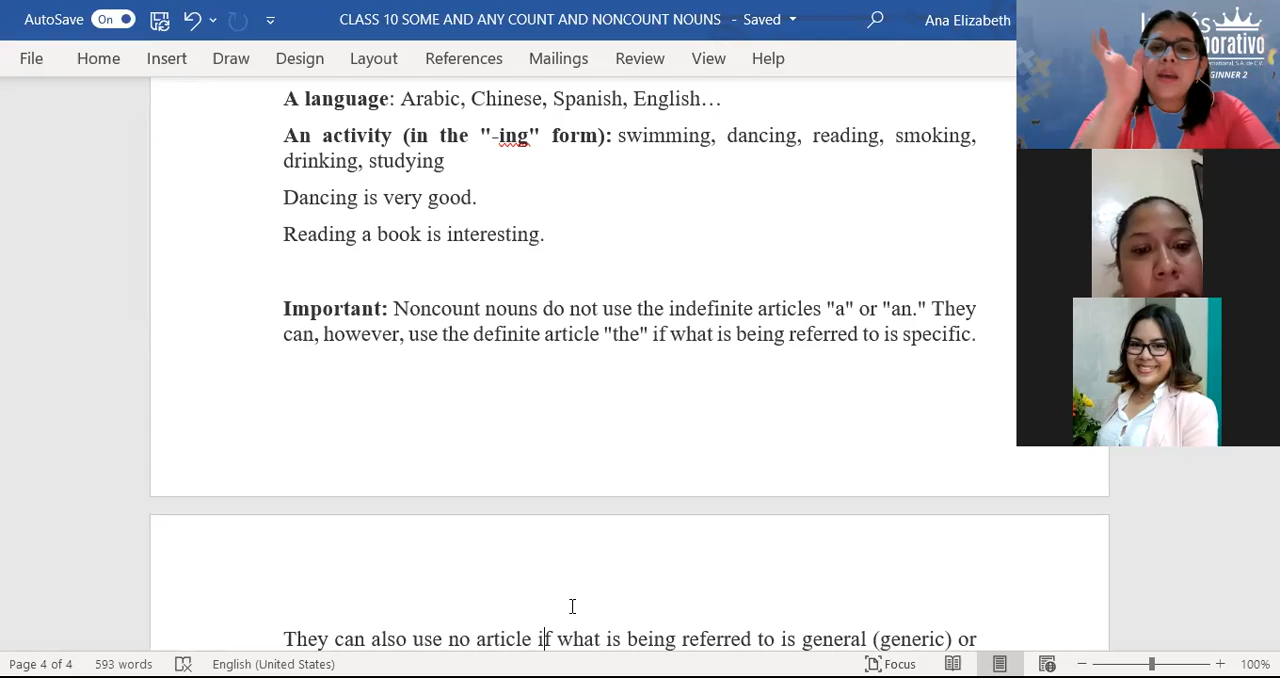 AutoSave On CLASS 10 SOME AND ANY COUNT AND NONCOUNT NOUNS - Saved Ana Elizabeth
File Home Insert Draw Design Layout References Mailings Review View Help
A language: Arabic, Chinese, Spanish, English…
An activity (in the "-ing" form): swimming, dancing, reading, smoking,
drinking, studying
Dancing is very good.
Reading a book is interesting.
Important: Noncount nouns do not use the indefinite articles "a" or "an." They
can, however, use the definite article "the" if what is being referred to is specific.
They can also use no article if what is being referred to is general (generic) or
Page 4 of 4 593 words English (United States) Focus 100%